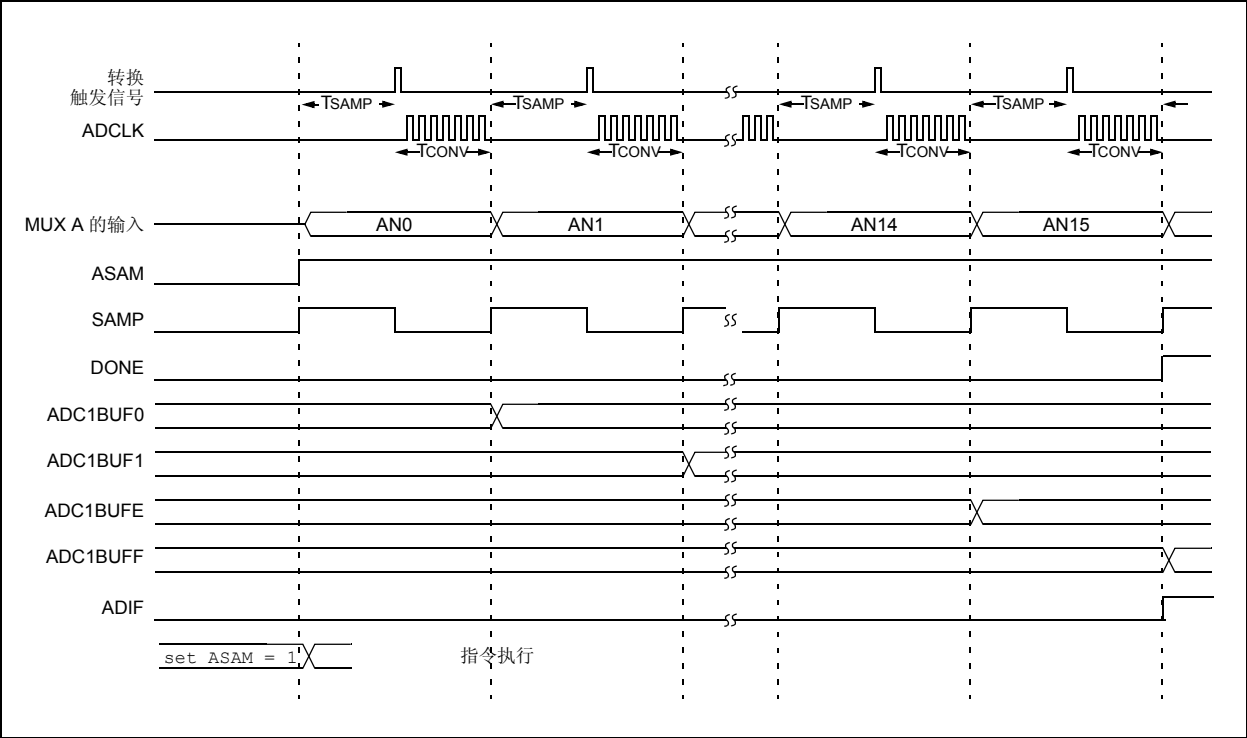 转换
触发信号
TSAMP TSAMP TSAMP TSAMP
ADCLK
TCONV TCONV TCONV TCONV
MUX A 的输入 AN0 AN1 AN14 AN15
ASAM
SAMP
DONE
ADC1BUF0
ADC1BUF1
ADC1BUFE
ADC1BUFF
ADIF
set ASAM = 1 指令执行